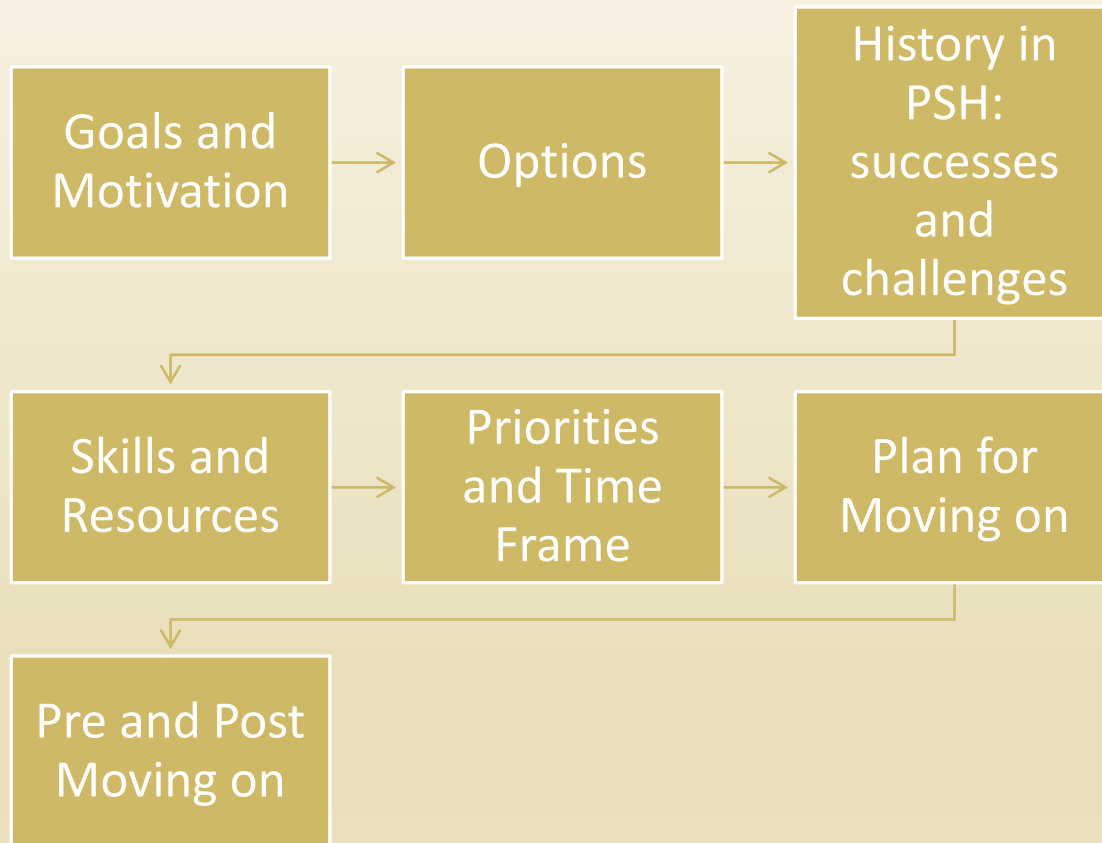 Goals and
Motivation
Options
History in
PSH:
successes
and
challenges
Skills and
Resources
Priorities
and Time
Frame
Plan for
Moving on
Pre and Post
Moving on